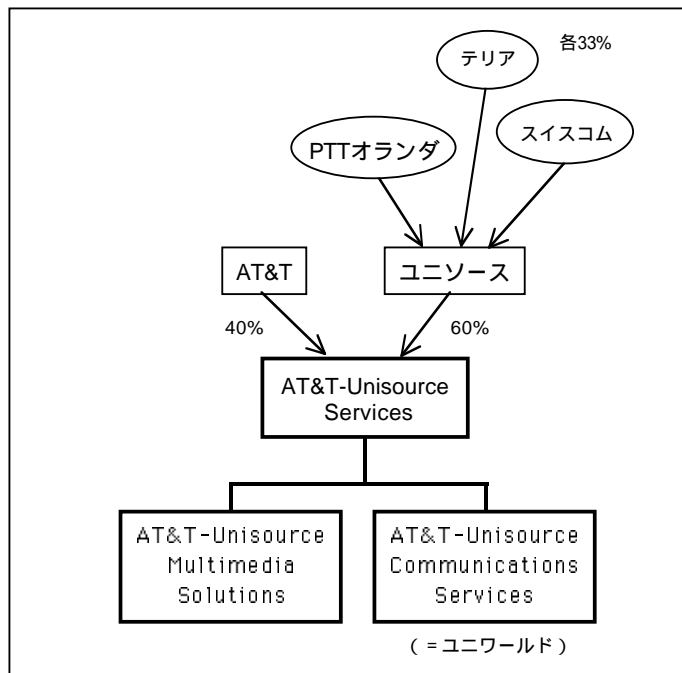 テリア
各33%
PTTオランダ
スイスコム
AT&T
ユニソース
40%
60%
AT&T-Unisource
Services
AT&T-Unisource
Multimedia
Solutions
AT&T-Unisource
Communications
Services
（＝ユニワールド）